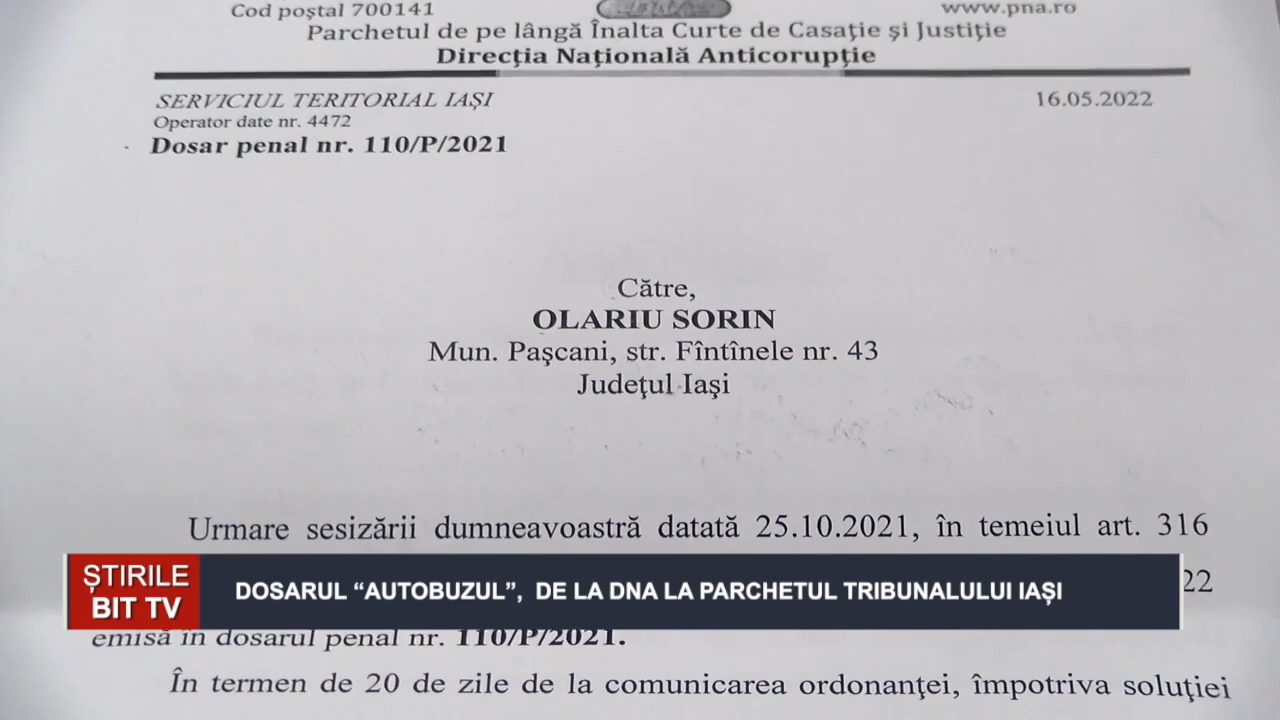 Cod poştal 700141
www.pna.ro
Parchetul de pe lângă Înalta Curte de Casaţie şi Justiţie
Direcţia Naţională Anticorupţie
SERVICIUL TERITORIAL IAŞI
16.05.2022
Operator date nr. 4472
Dosar penal nr. 110/P/2021
Către,
OLARIU SORIN
Mun. Paşcani, str. Fîntînele nr. 43
Judeţul Iaşi
Urmare sesizării dumneavoastră datată 25.10.2021, în temeiul art. 316
22
ȘTIRILE
BIT TV
DOSARUL “AUTOBUZUL”, DE LA DNA LA PARCHETUL TRIBUNALULUI IAȘI
emisă în dosarul penal nr. 110/P/2021.
În termen de 20 de zile de la comunicarea ordonanţei, împotriva soluţiei